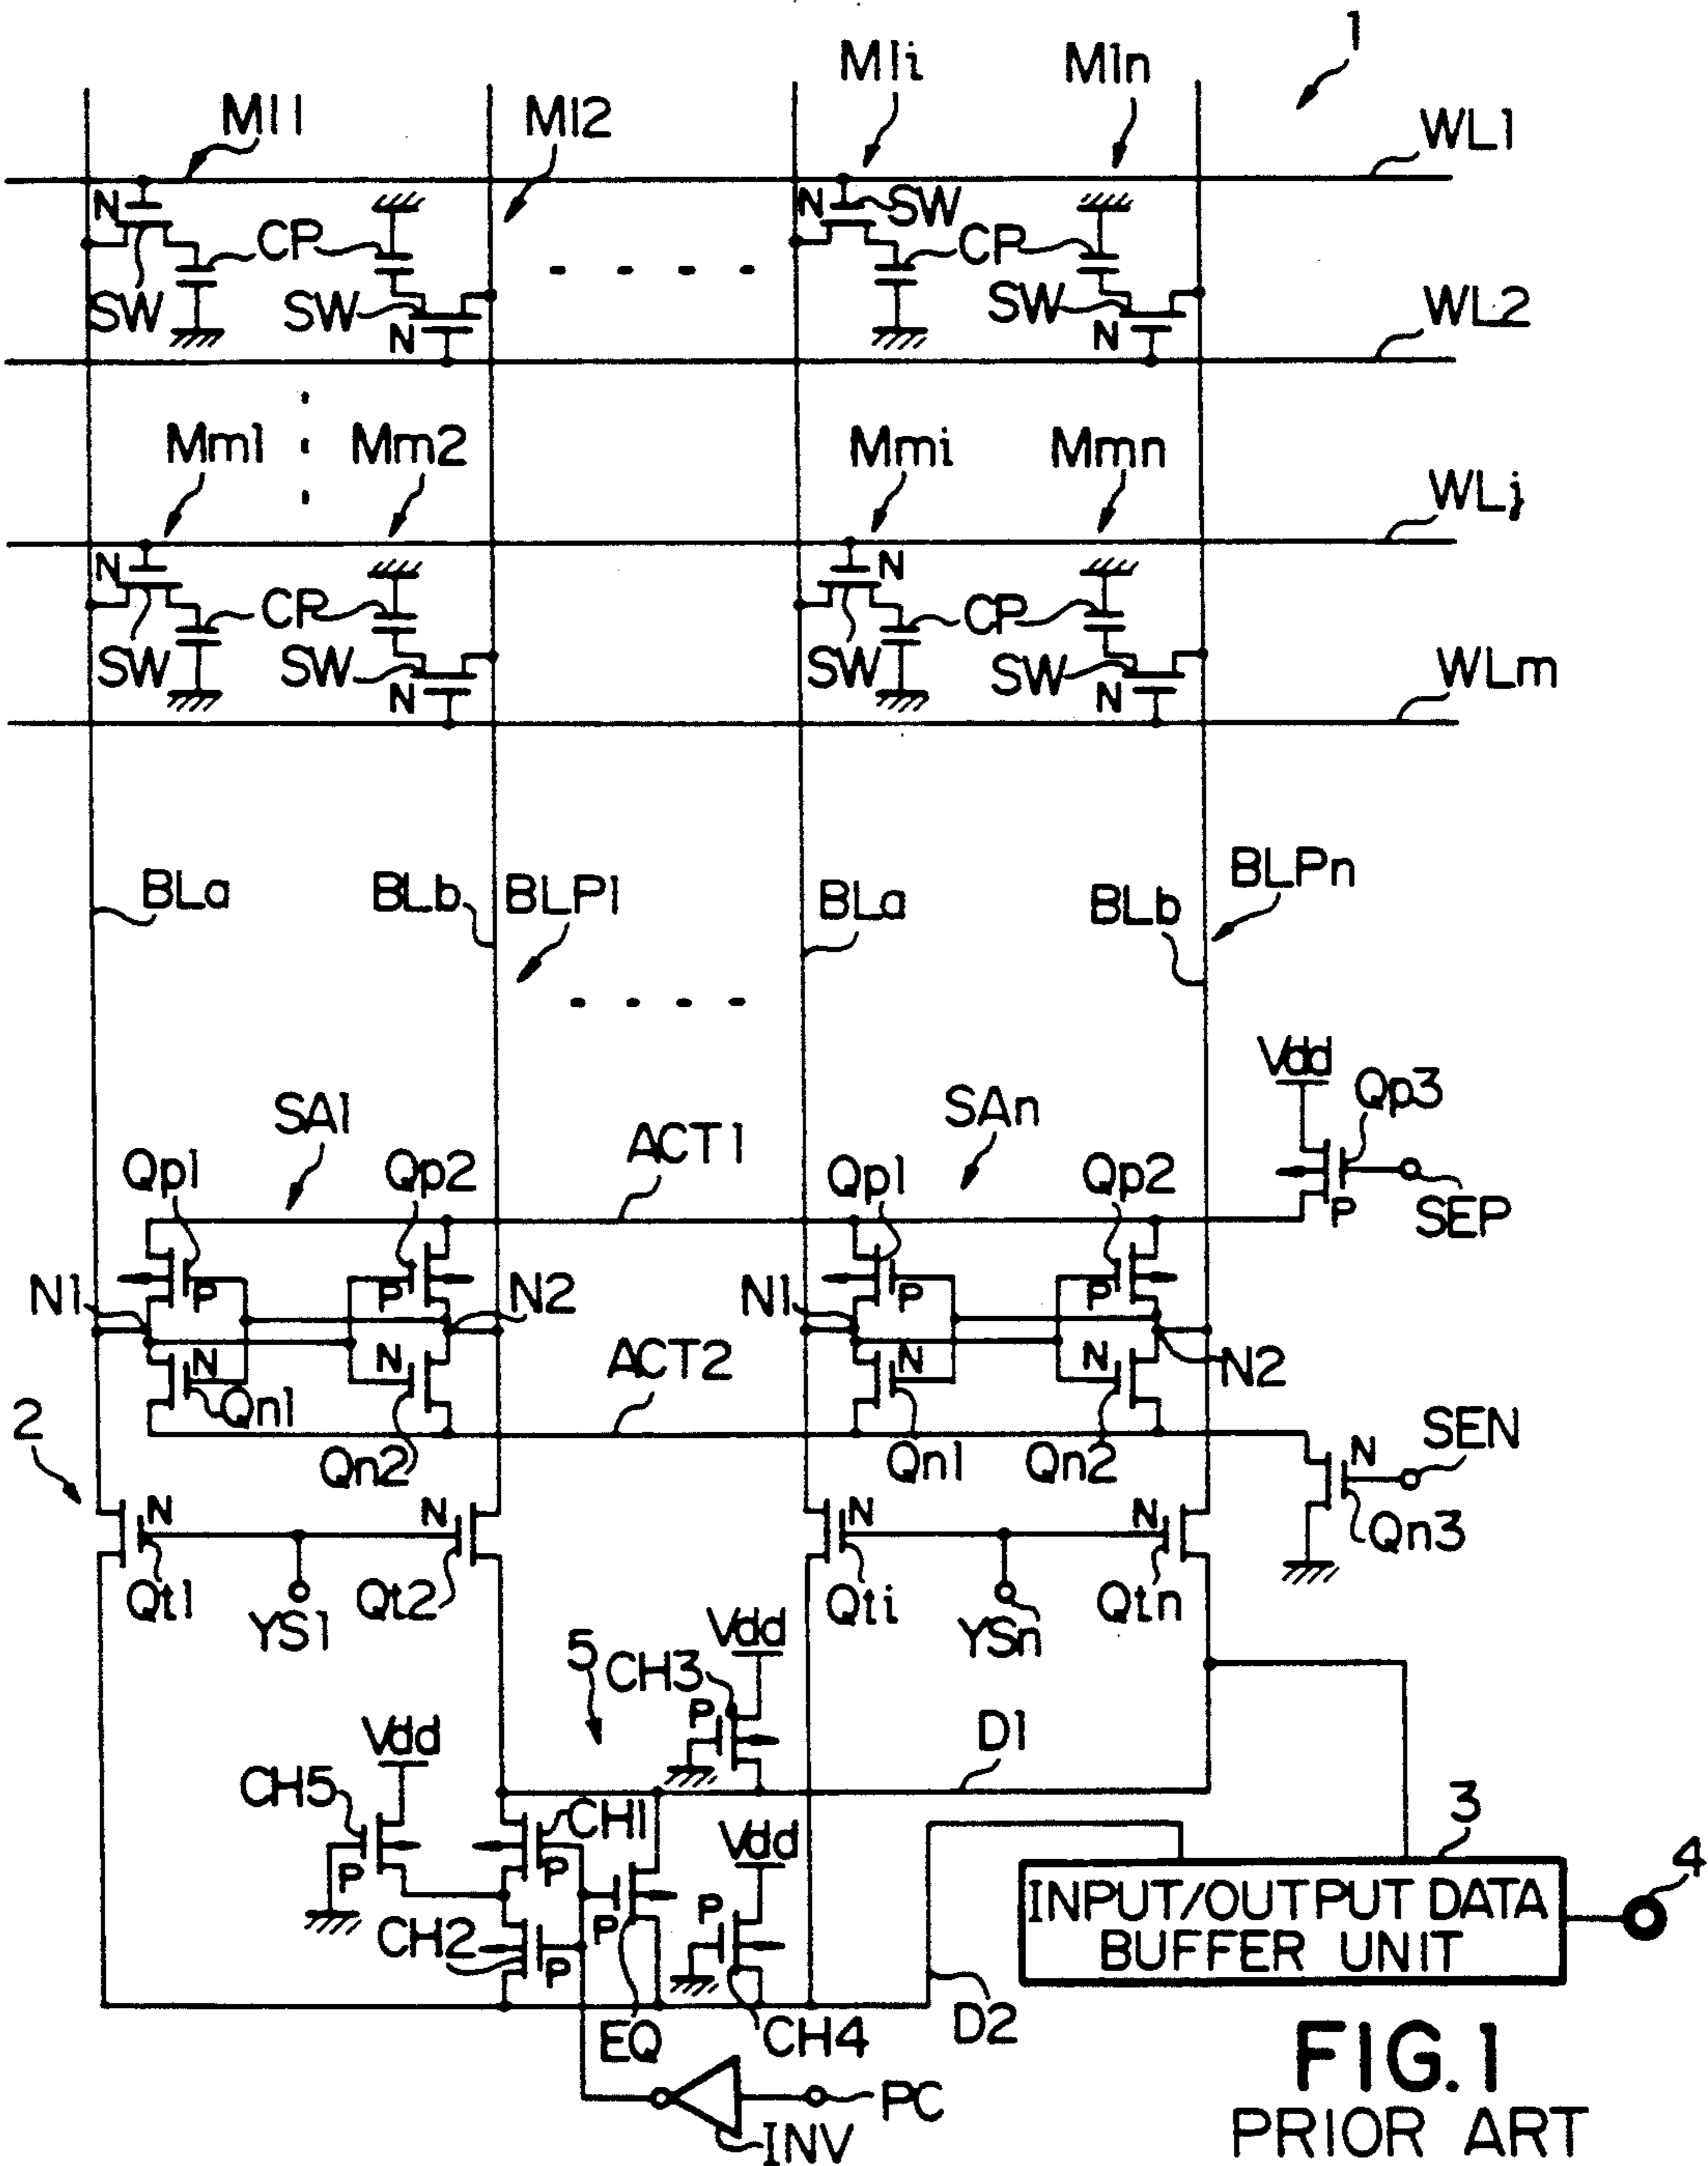 1
M11
M12
M1i
M1n
WL1
N
SW
CP
SW
N
N
SW
CP
SW
N
WL2
Mm1
Mm2
Mmi
Mmn
WLj
N
SW
CP
SW
N
N
SW
CP
SW
N
WLm
BLa
BLb
BLP1
BLa
BLb
BLPn
Vdd
Qp3
P
SEP
SA1
ACT1
SAn
Qp1
Qp2
Qp1
Qp2
N1
P
P
N2
N1
P
P
N2
N
N
ACT2
N
N
2
Qn1
Qn2
Qn1
Qn2
SEN
N
Qn3
N
N
N
N
Qt1
YS1
Qt2
Qti
YSn
Qtn
5
CH3
Vdd
P
Vdd
D1
CH5
P
CH1
P
Vdd
3
4
CH2
P
P
P
INPUT/OUTPUT DATA
BUFFER UNIT
EQ
CH4
D2
PC
INV
FIG.1
PRIOR ART